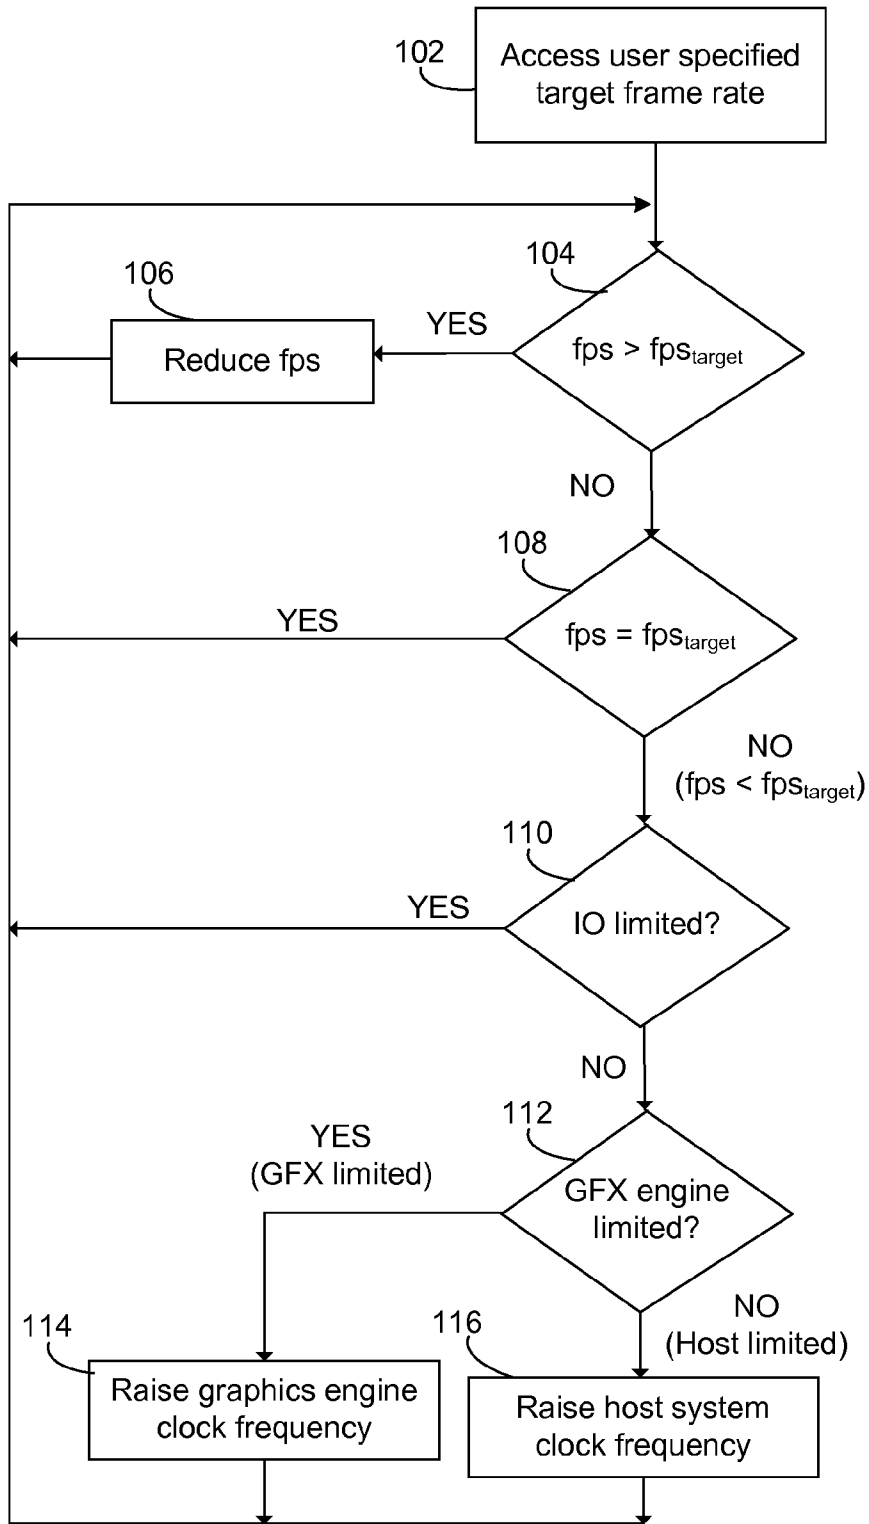 102
Access user specified
target frame rate
104
106
YES
fps > fpstarget
Reduce fps
NO
108
YES
fps = fpstarget
NO
(fps < fpstarget)
110
YES
IO limited?
NO
112
YES
(GFX limited)
GFX engine
limited?
NO
(Host limited)
114
116
Raise graphics engine
clock frequency
Raise host system
clock frequency